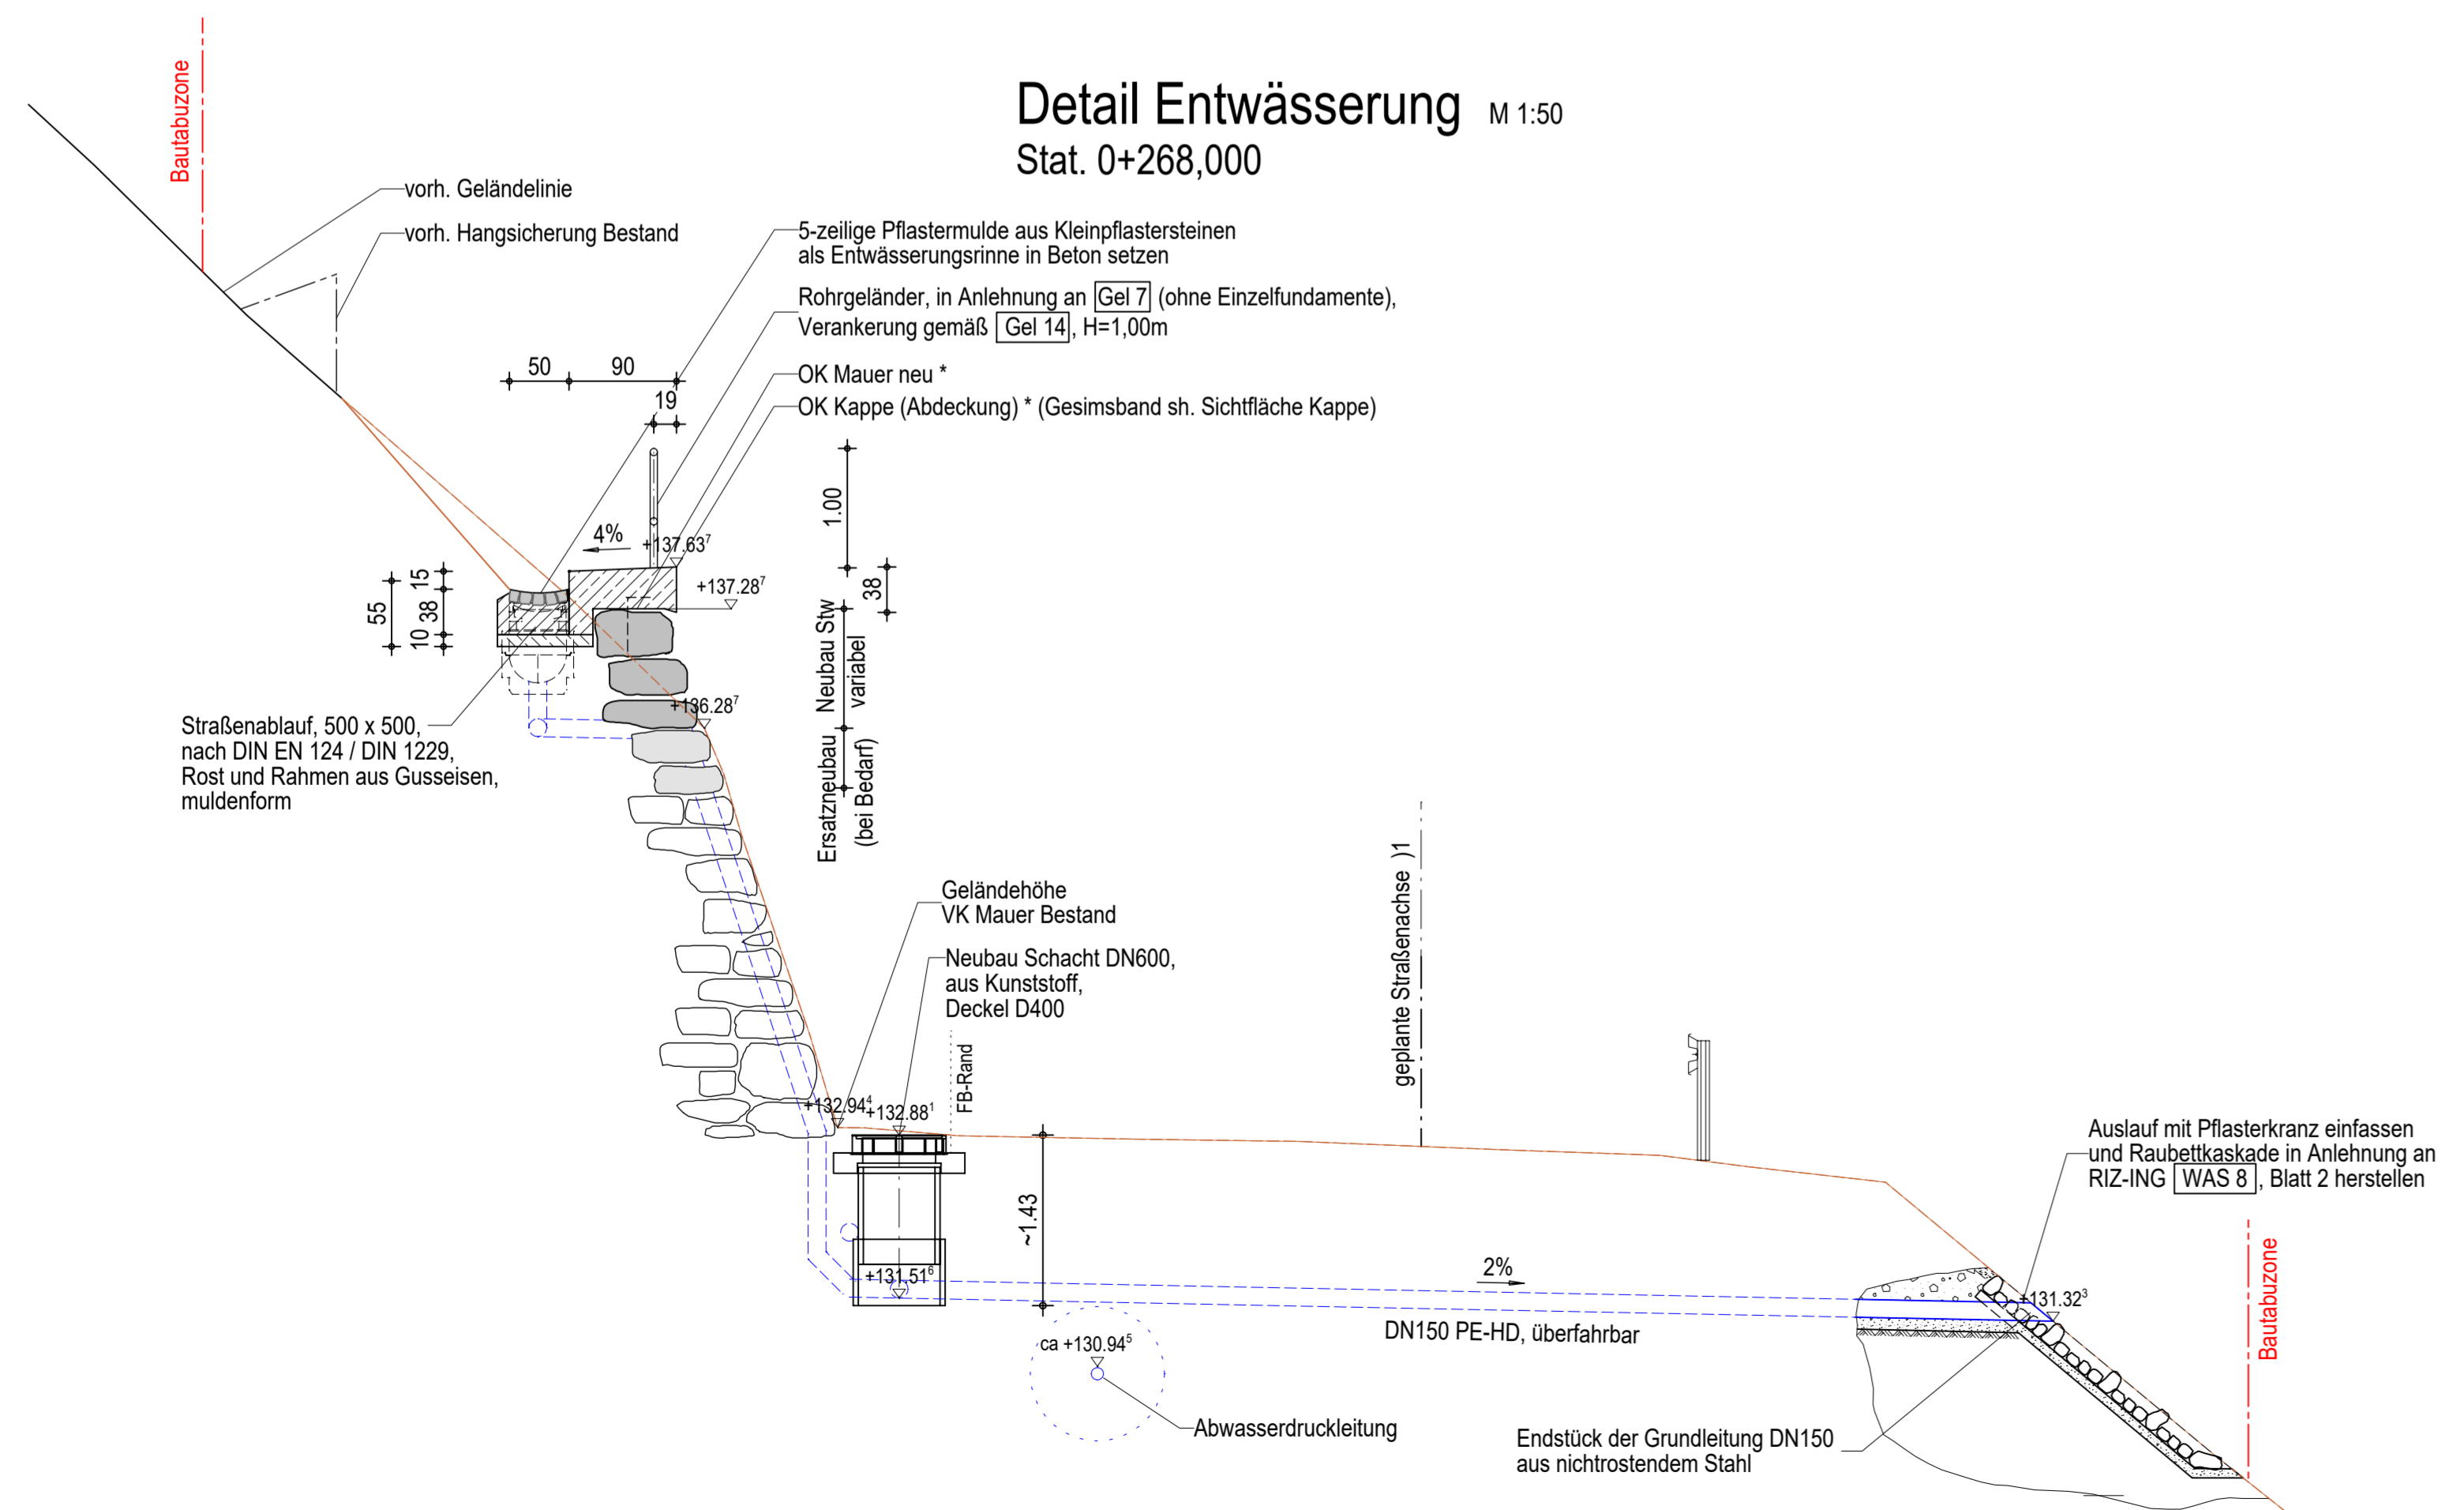 Detail Entwässerung M 1:50
Stat. 0+268,000
Bautabuzone
vorh. Geländelinie
vorh. Hangsicherung Bestand
5-zeilige Pflastermulde aus Kleinpflastersteinen
als Entwässerungsrinne in Beton setzen
Rohrgeländer, in Anlehnung an Gel 7 (ohne Einzelfundamente),
Verankerung gemäß Gel 14, H=1,00m
OK Mauer neu *
OK Kappe (Abdeckung) * (Gesimsband sh. Sichtfläche Kappe)
50
90
19
1.00
4%
+137.63⁷
+137.28⁷
38
55
15
38
10
Neubau Stw
variabel
+136.28⁷
Ersatzneubau
(bei Bedarf)
Straßenablauf, 500 x 500,
nach DIN EN 124 / DIN 1229,
Rost und Rahmen aus Gusseisen,
muldenform
Geländehöhe
VK Mauer Bestand
Neubau Schacht DN600,
aus Kunststoff,
Deckel D400
FB-Rand
geplante Straßenachse )1
+132.94⁴
+132.88¹
~1.43
+131.51⁶
2%
DN150 PE-HD, überfahrbar
ca +130.94⁵
Abwasserdruckleitung
Auslauf mit Pflasterkranz einfassen
und Raubettkaskade in Anlehnung an
RIZ-ING WAS 8 , Blatt 2 herstellen
+131.32³
Bautabuzone
Endstück der Grundleitung DN150
aus nichtrostendem Stahl